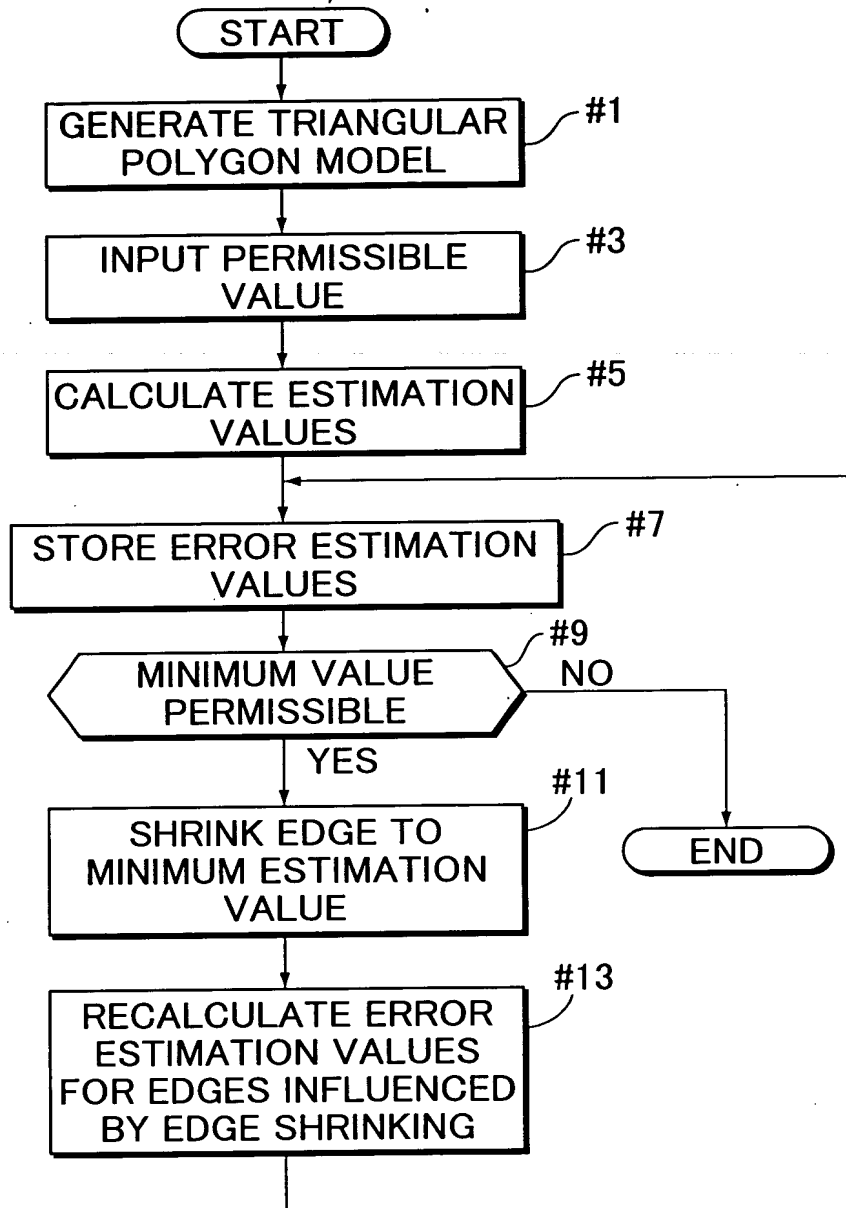 START
GENERATE TRIANGULAR
POLYGON MODEL
#1
INPUT PERMISSIBLE
VALUE
#3
CALCULATE ESTIMATION
VALUES
#5
STORE ERROR ESTIMATION
VALUES
#7
MINIMUM VALUE
PERMISSIBLE
#9
NO
YES
SHRINK EDGE TO
MINIMUM ESTIMATION
VALUE
#11
END
RECALCULATE ERROR
ESTIMATION VALUES
FOR EDGES INFLUENCED
BY EDGE SHRINKING
#13